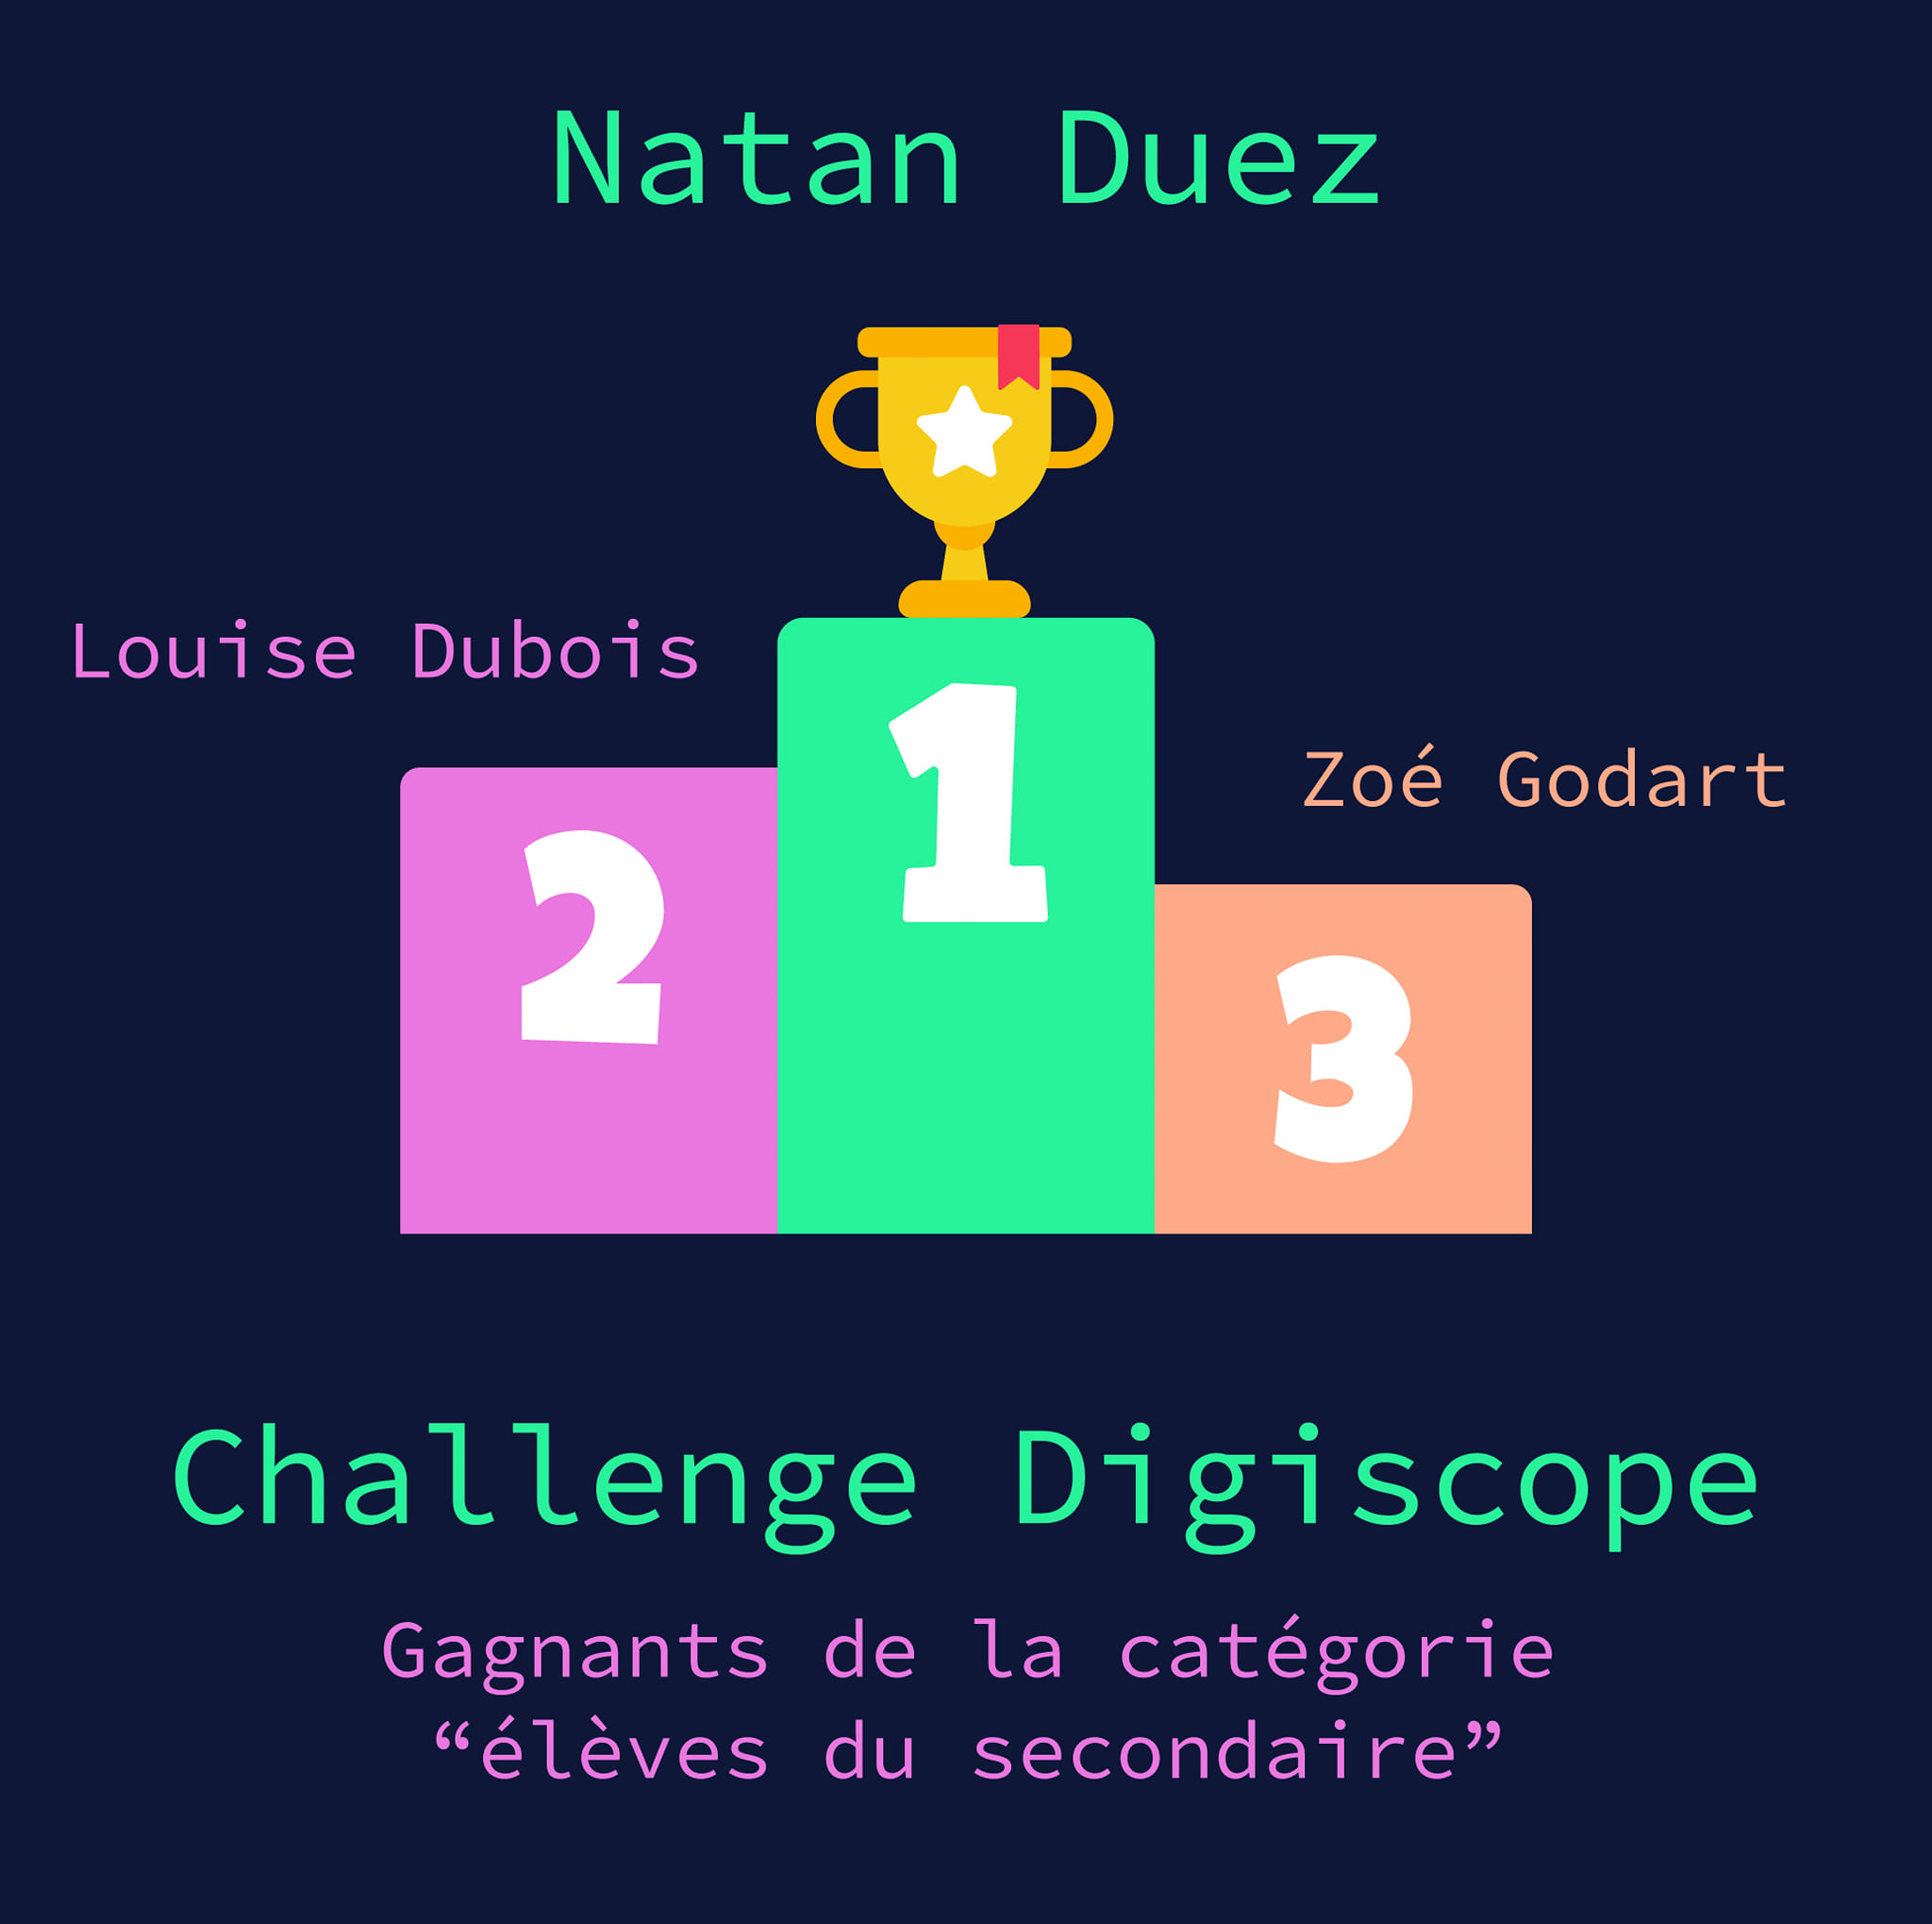 Natan Duez
Louise Dubois
1
Zoé Godart
2
3
Challenge Digiscope
Gagnants de la catégorie
“élèves du secondaire”